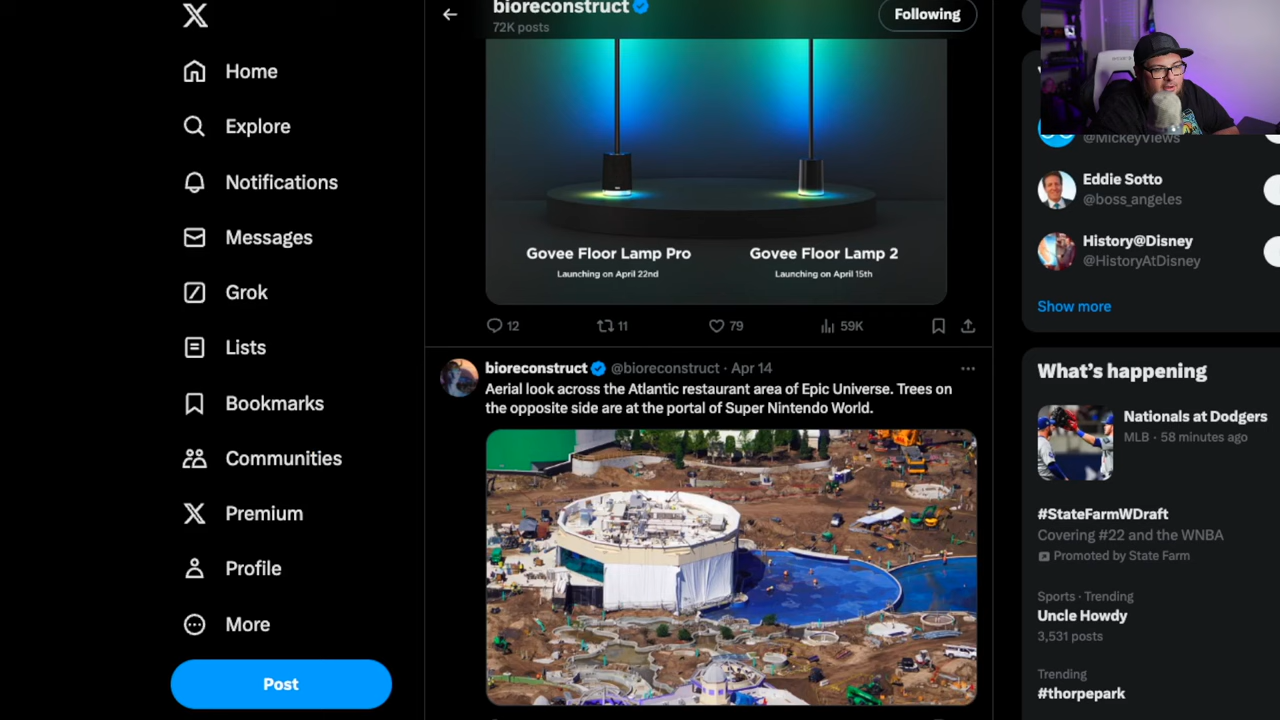 Home
Explore
Notifications
Messages
Grok
Lists
Bookmarks
Communities
Premium
Profile
More
Post
bioreconstruct
72K posts
Following
Govee Floor Lamp Pro
Launching on April 22nd
Govee Floor Lamp 2
Launching on April 15th
12
11
79
59K
bioreconstruct @bioreconstruct · Apr 14
Aerial look across the Atlantic restaurant area of Epic Universe. Trees on
the opposite side are at the portal of Super Nintendo World.
@MickeyViews
Eddie Sotto
@boss_angeles
History@Disney
@HistoryAtDisney
Show more
What's happening
Nationals at Dodgers
MLB · 58 minutes ago
#StateFarmWDraft
Covering #22 and the WNBA
Promoted by State Farm
Sports · Trending
Uncle Howdy
3,531 posts
Trending
#thorpepark